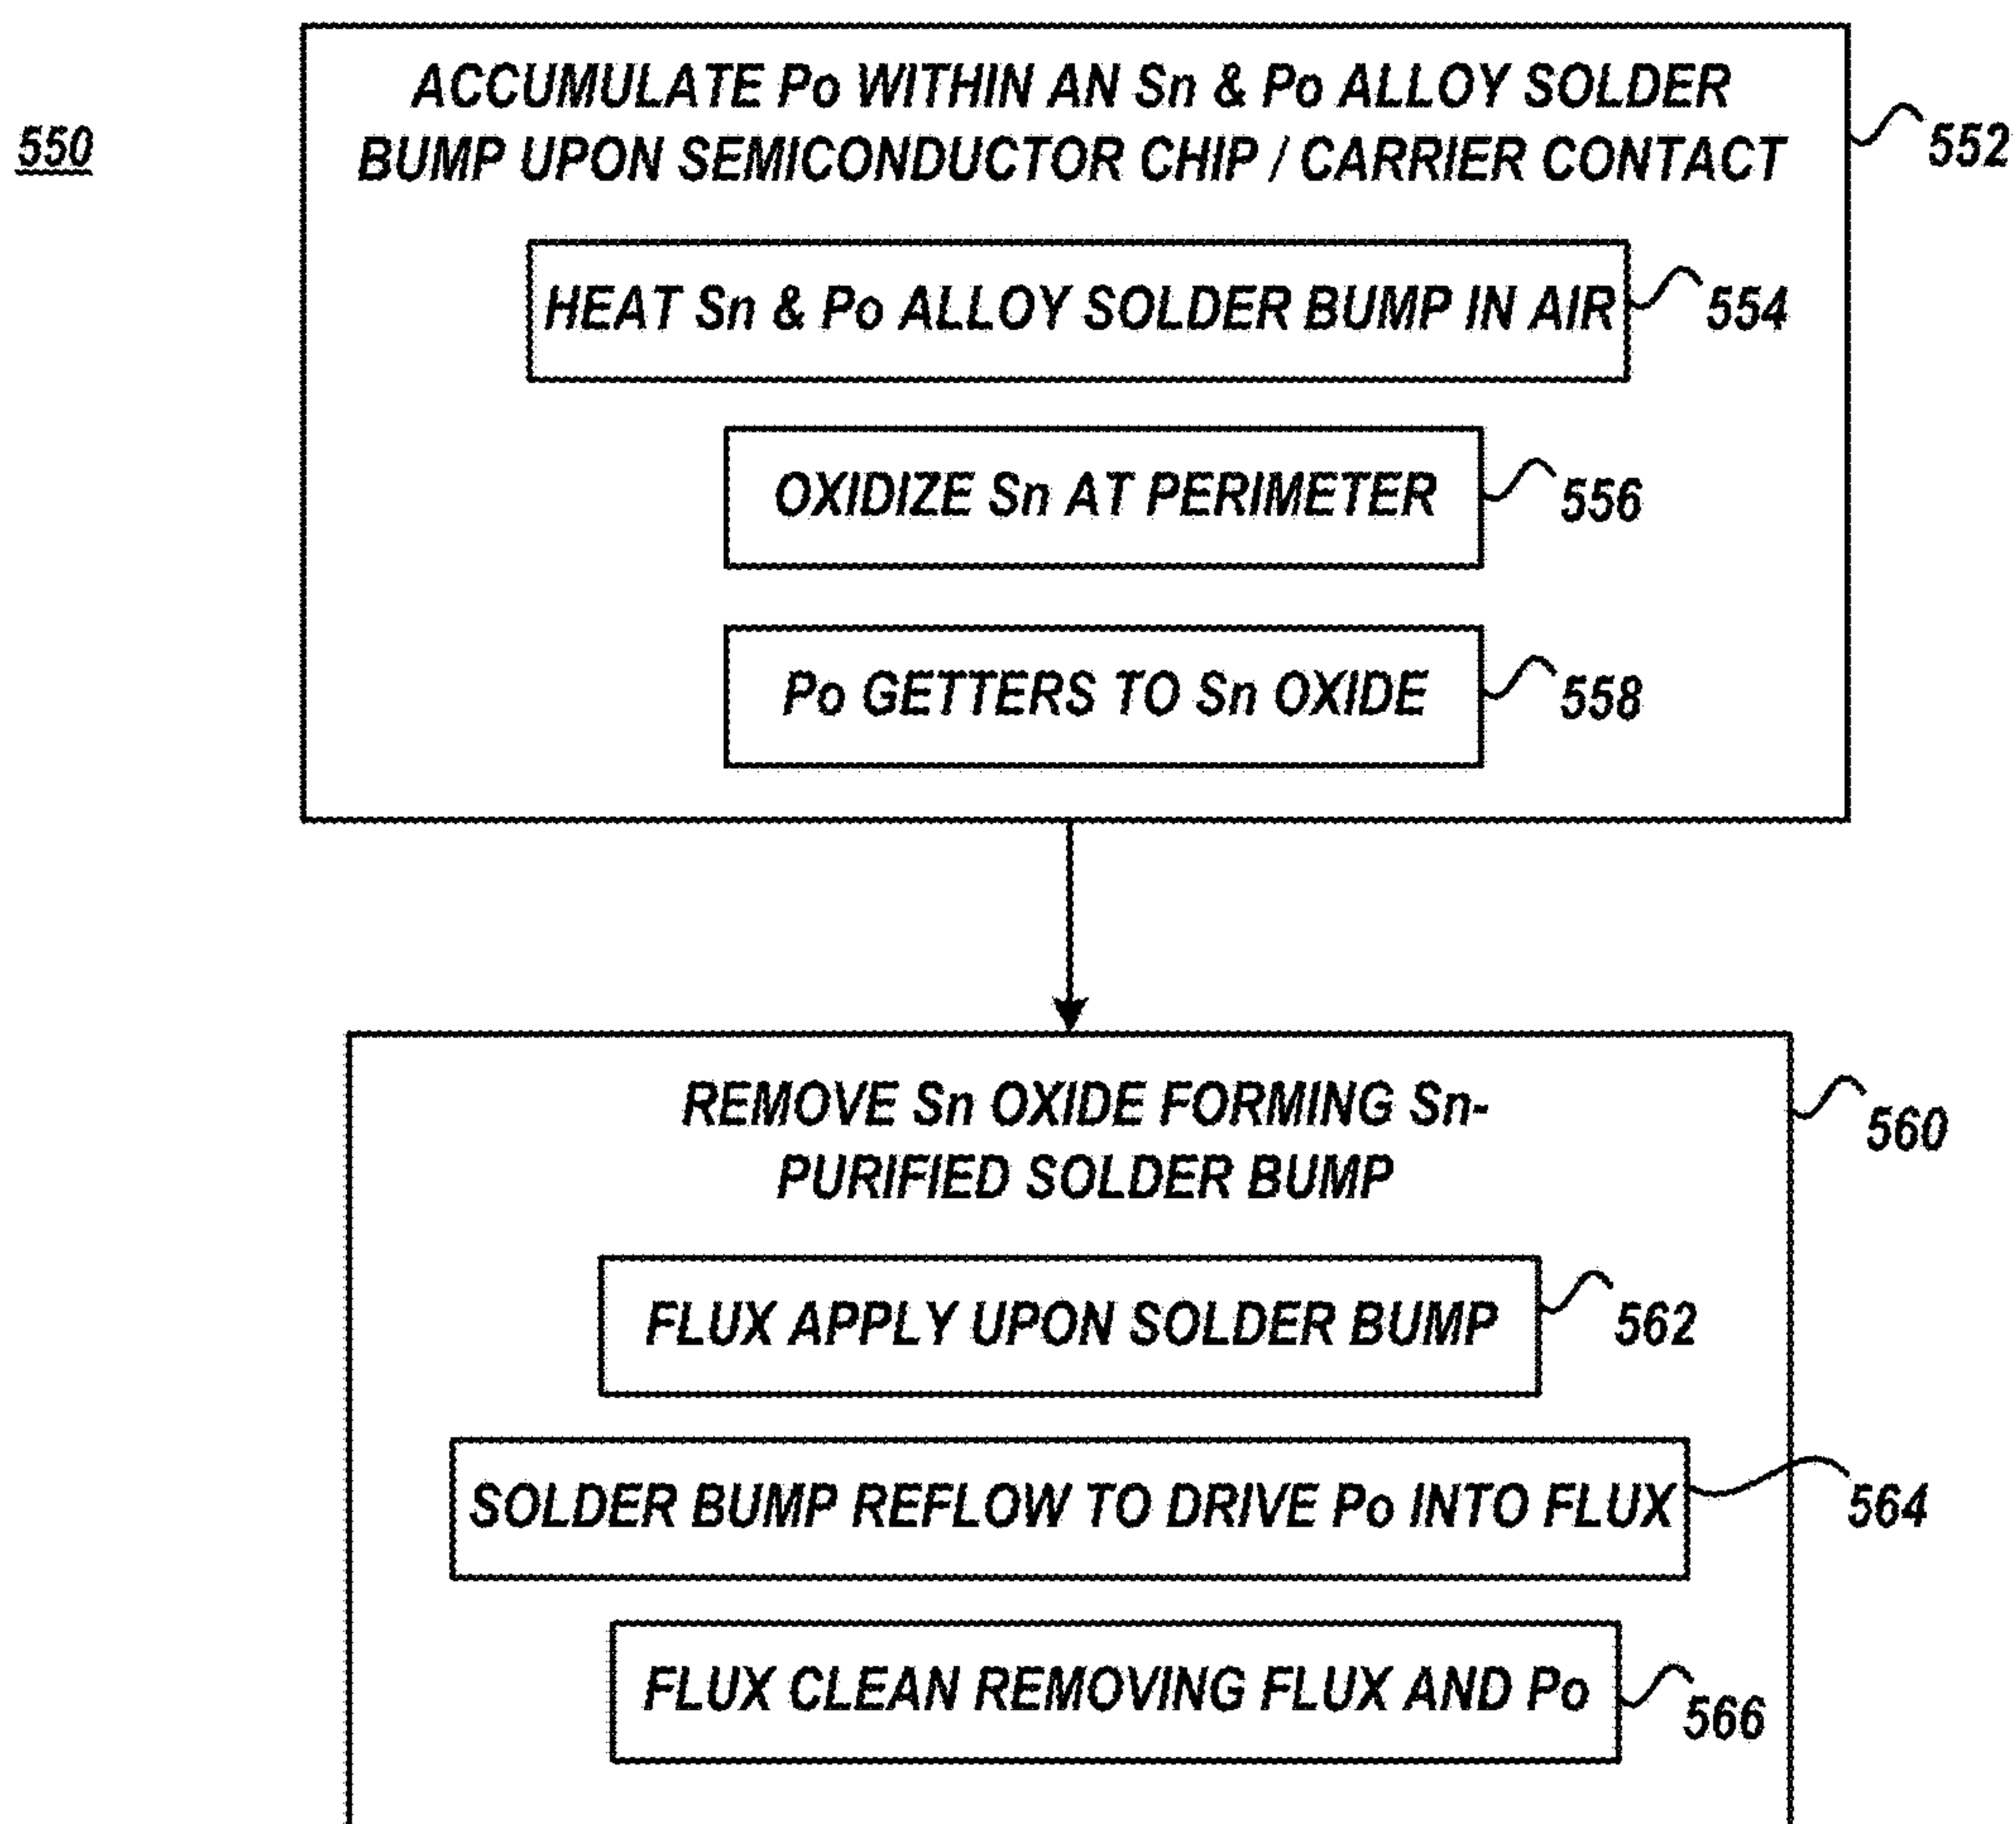 550
ACCUMULATE Po WITHIN AN Sn & Po ALLOY SOLDER
BUMP UPON SEMICONDUCTOR CHIP / CARRIER CONTACT
552
HEAT Sn & Po ALLOY SOLDER BUMP IN AIR
554
OXIDIZE Sn AT PERIMETER
556
Po GETTERS TO Sn OXIDE
558
REMOVE Sn OXIDE FORMING Sn-
PURIFIED SOLDER BUMP
560
FLUX APPLY UPON SOLDER BUMP
562
SOLDER BUMP REFLOW TO DRIVE Po INTO FLUX
564
FLUX CLEAN REMOVING FLUX AND Po
566